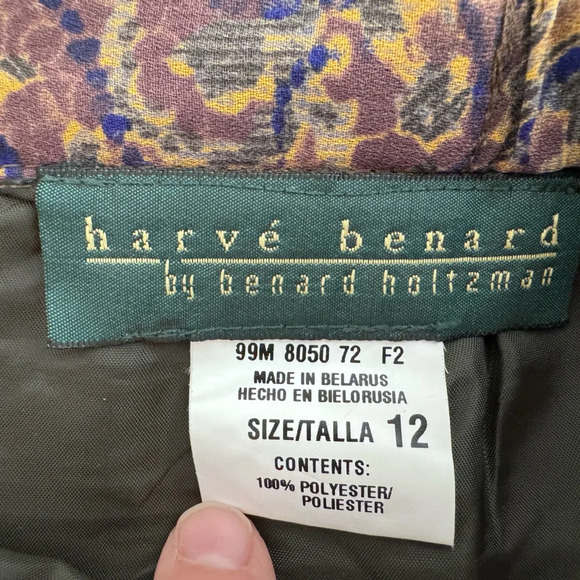 harvé benard
by benard holtzman
99M 8050 72 F2
MADE IN BELARUS
HECHO EN BIELORUSIA
SIZE/TALLA 12
CONTENTS:
100% POLYESTER/
POLIESTER